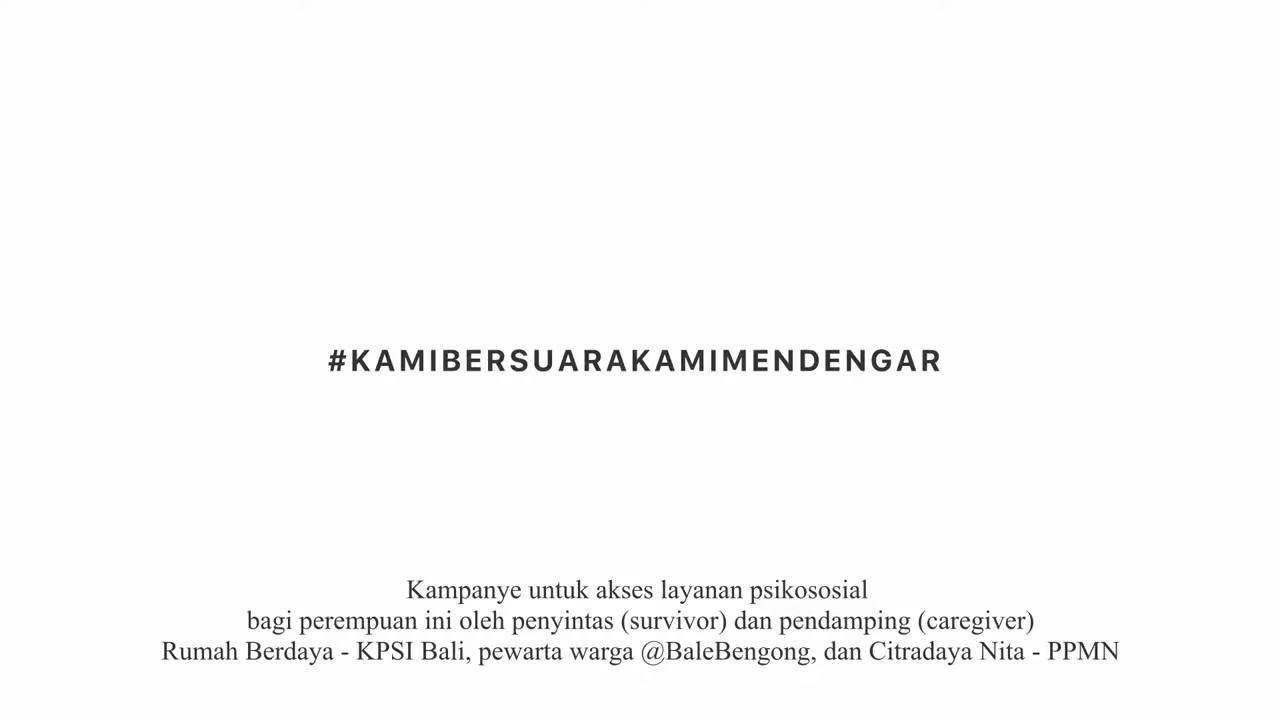 #KAMIBERSUARAKAMIMENDENGAR
Kampanye untuk akses layanan psikososial
bagi perempuan ini oleh penyintas (survivor) dan pendamping (caregiver)
Rumah Berdaya - KPSI Bali, pewarta warga @BaleBengong, dan Citradaya Nita - PPMN